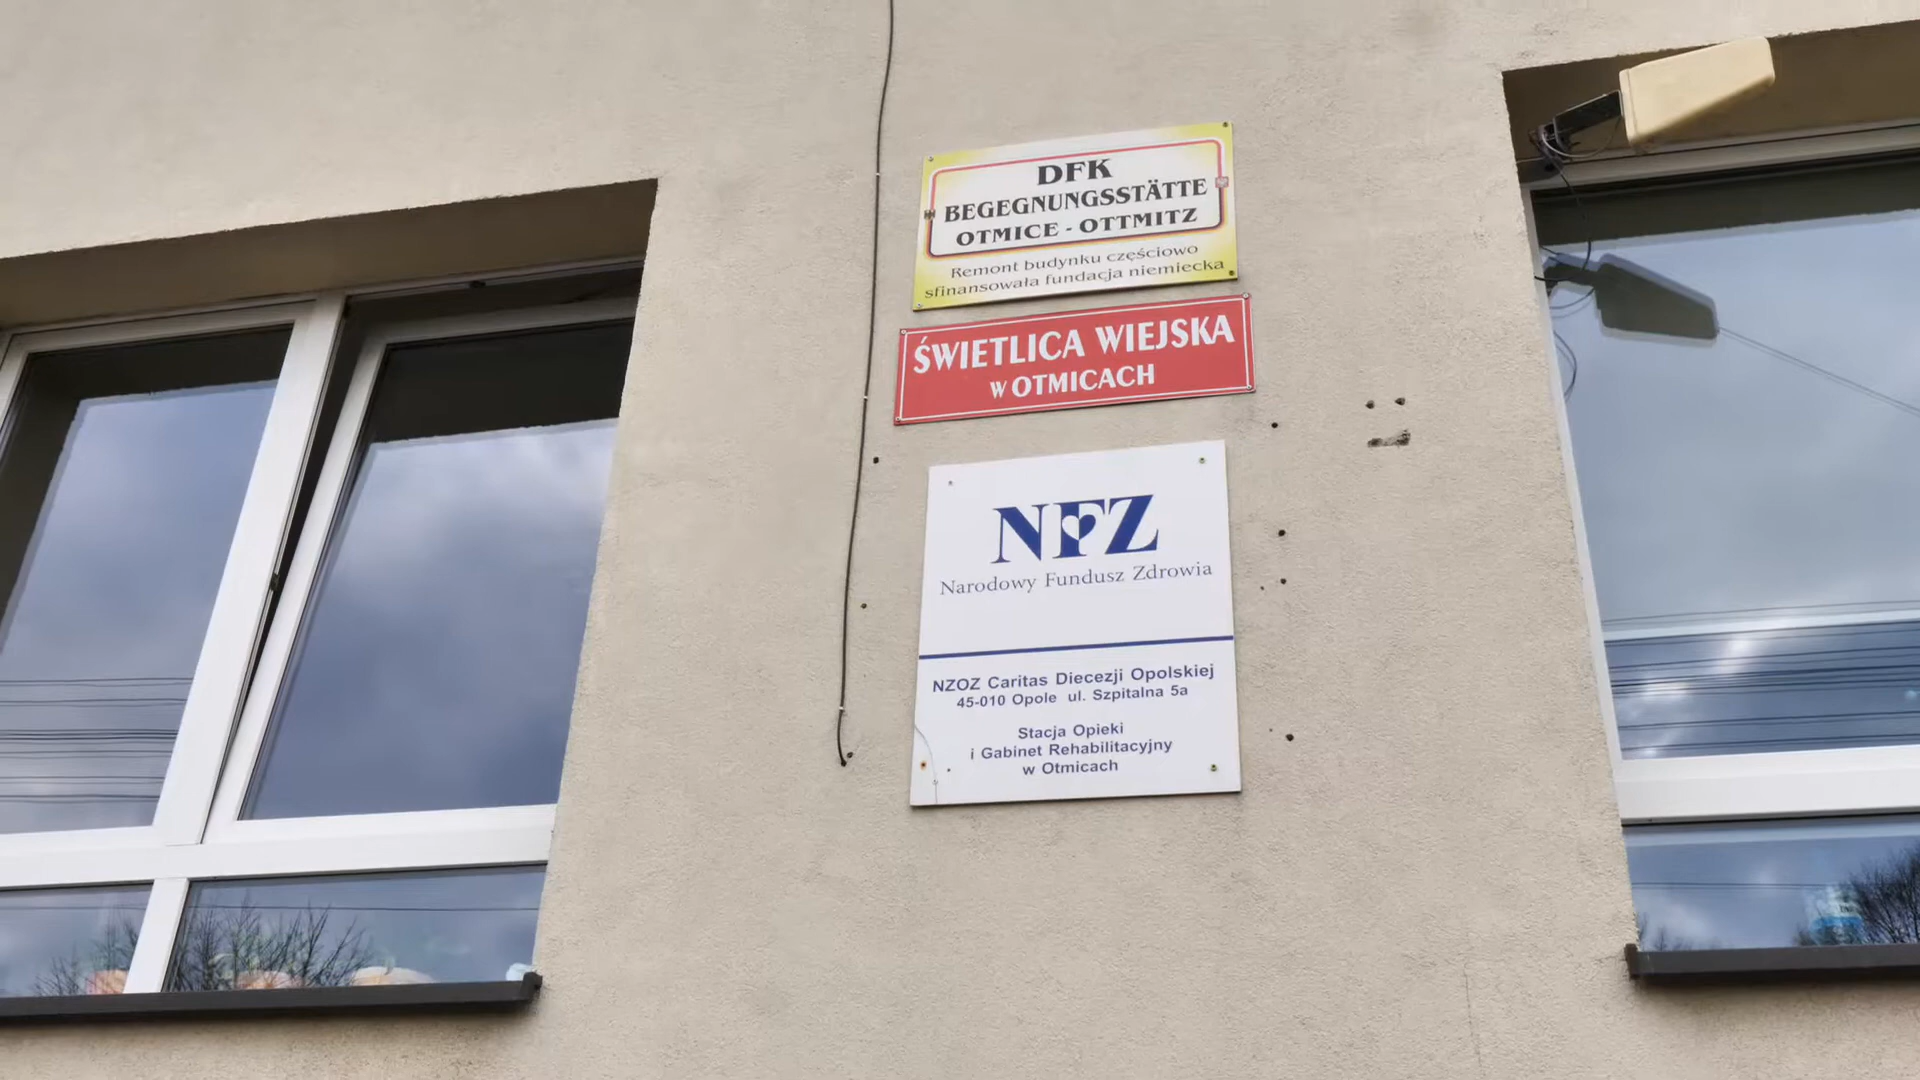 DFK
BEGEGNUNGSSTÄTTE
OTMICE - OTTMITZ
Remont budynku częściowo
sfinansowała fundacja niemiecka
ŚWIETLICA WIEJSKA
W OTMICACH
NFZ
Narodowy Fundusz Zdrowia
NZOZ Caritas Diecezji Opolskiej
45-010 Opole ul. Szpitalna 5a
Stacja Opieki
i Gabinet Rehabilitacyjny
w Otmicach